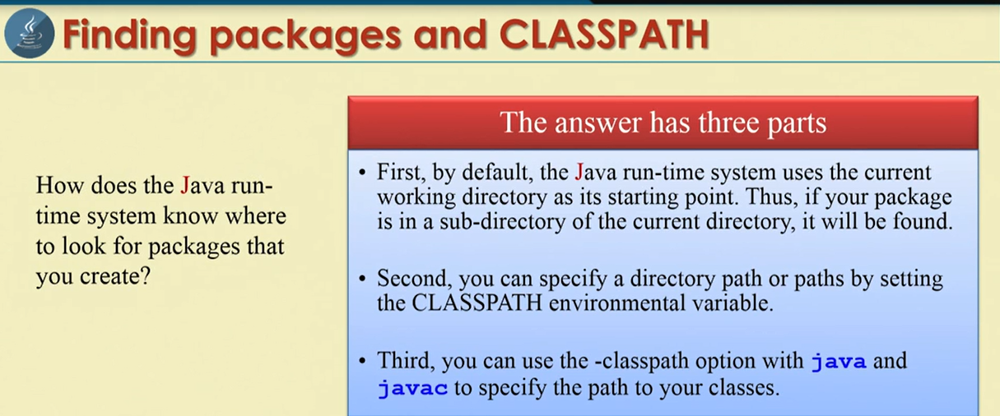 Finding packages and CLASSPATH
How does the Java run-
time system know where
to look for packages that
you create?
The answer has three parts
• First, by default, the Java run-time system uses the current
working directory as its starting point. Thus, if your package
is in a sub-directory of the current directory, it will be found.
• Second, you can specify a directory path or paths by setting
the CLASSPATH environmental variable.
• Third, you can use the -classpath option with java and
javac to specify the path to your classes.